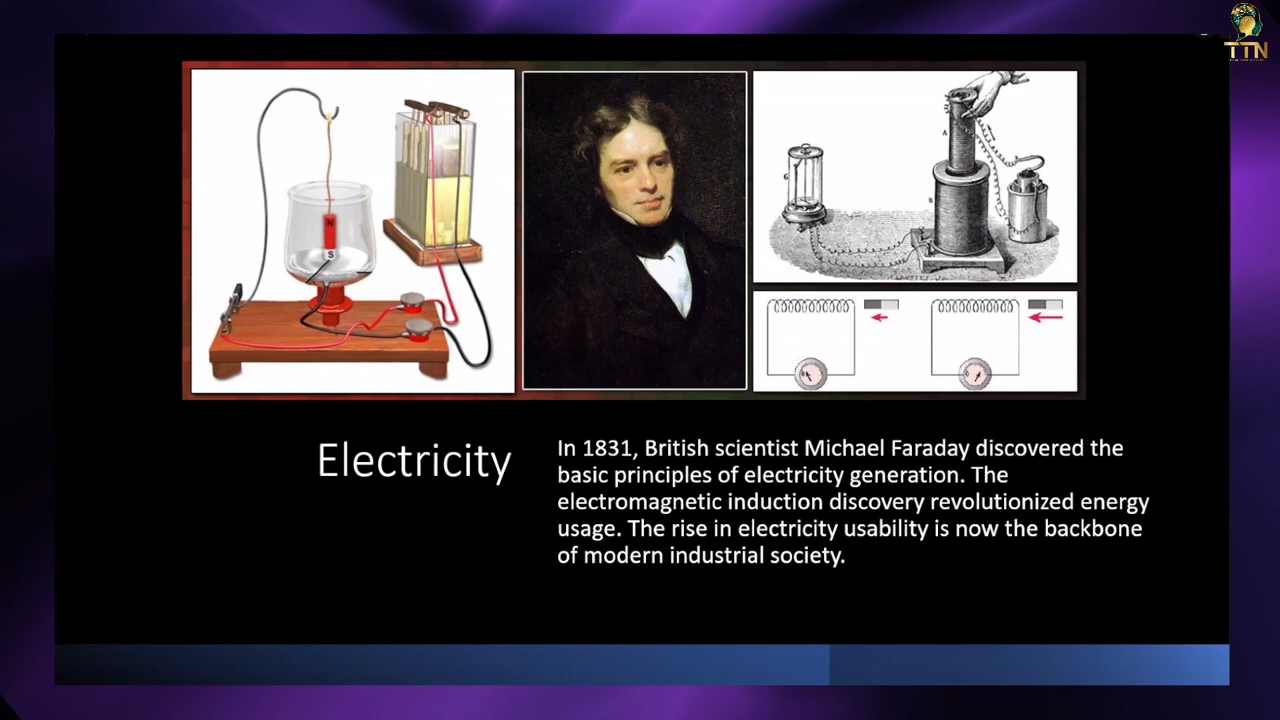 TTN
N
S
A
B
G
Electricity
In 1831, British scientist Michael Faraday discovered the
basic principles of electricity generation. The
electromagnetic induction discovery revolutionized energy
usage. The rise in electricity usability is now the backbone
of modern industrial society.